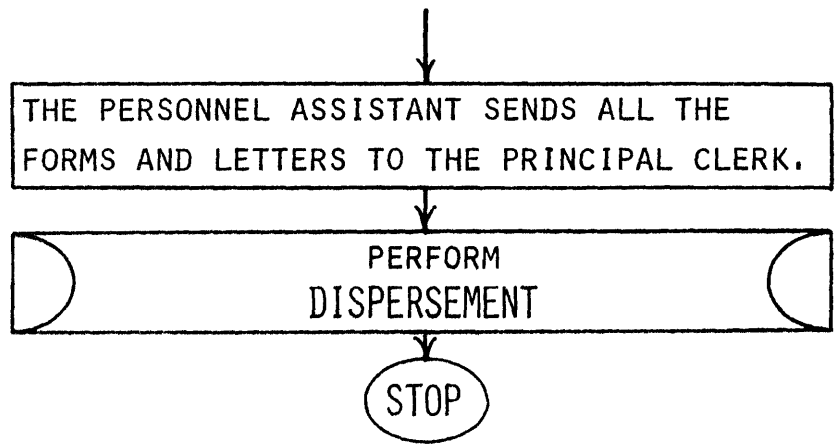 THE PERSONNEL ASSISTANT SENDS ALL THE
FORMS AND LETTERS TO THE PRINCIPAL CLERK.
PERFORM
DISPERSEMENT
STOP